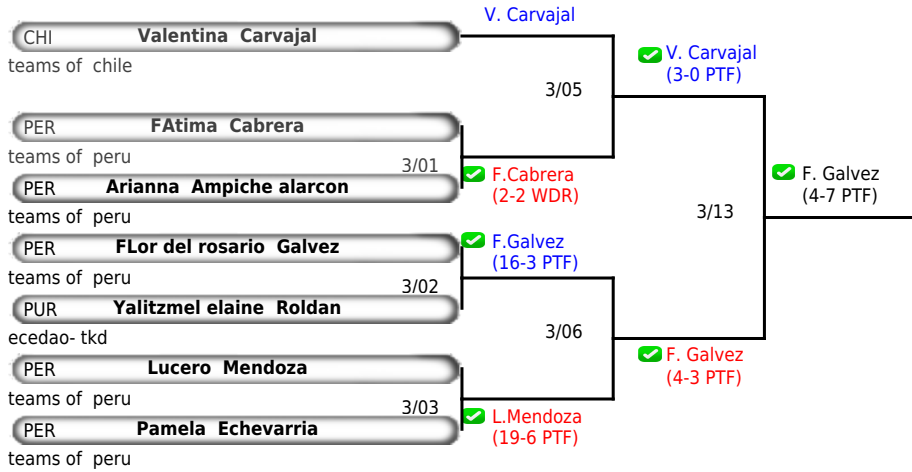 V. Carvajal
CHI Valentina Carvajal
teams of chile
V. Carvajal
(3-0 PTF)
3/05
PER FAtima Cabrera
teams of peru
3/01
F.Cabrera
(2-2 WDR)
PER Arianna Ampiche alarcon
teams of peru
F. Galvez
(4-7 PTF)
3/13
PER FLor del rosario Galvez
teams of peru
F.Galvez
(16-3 PTF)
3/02
PUR Yalitzmel elaine Roldan
ecedao- tkd
3/06
F. Galvez
(4-3 PTF)
PER Lucero Mendoza
teams of peru
3/03
L.Mendoza
(19-6 PTF)
PER Pamela Echevarria
teams of peru